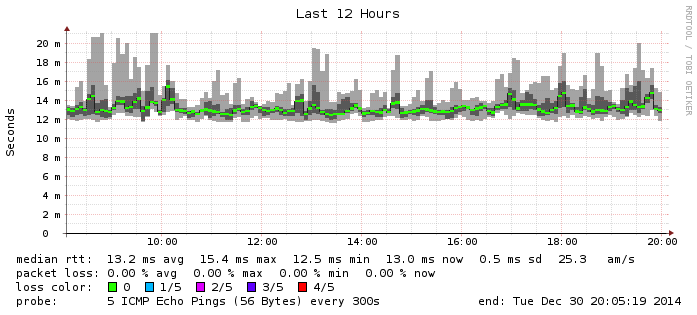 Last 12 Hours
RRDTOOL / TOBI OETIKER
Seconds
20 m
18 m
16 m
14 m
12 m
10 m
8 m
6 m
4 m
2 m
0
10:00 12:00 14:00 16:00 18:00 20:00
median rtt: 13.2 ms avg 15.4 ms max 12.5 ms min 13.0 ms now 0.5 ms sd 25.3 am/s
packet loss: 0.00 % avg 0.00 % max 0.00 % min 0.00 % now
loss color: 0 1/5 2/5 3/5 4/5
probe: 5 ICMP Echo Pings (56 Bytes) every 300s end: Tue Dec 30 20:05:19 2014